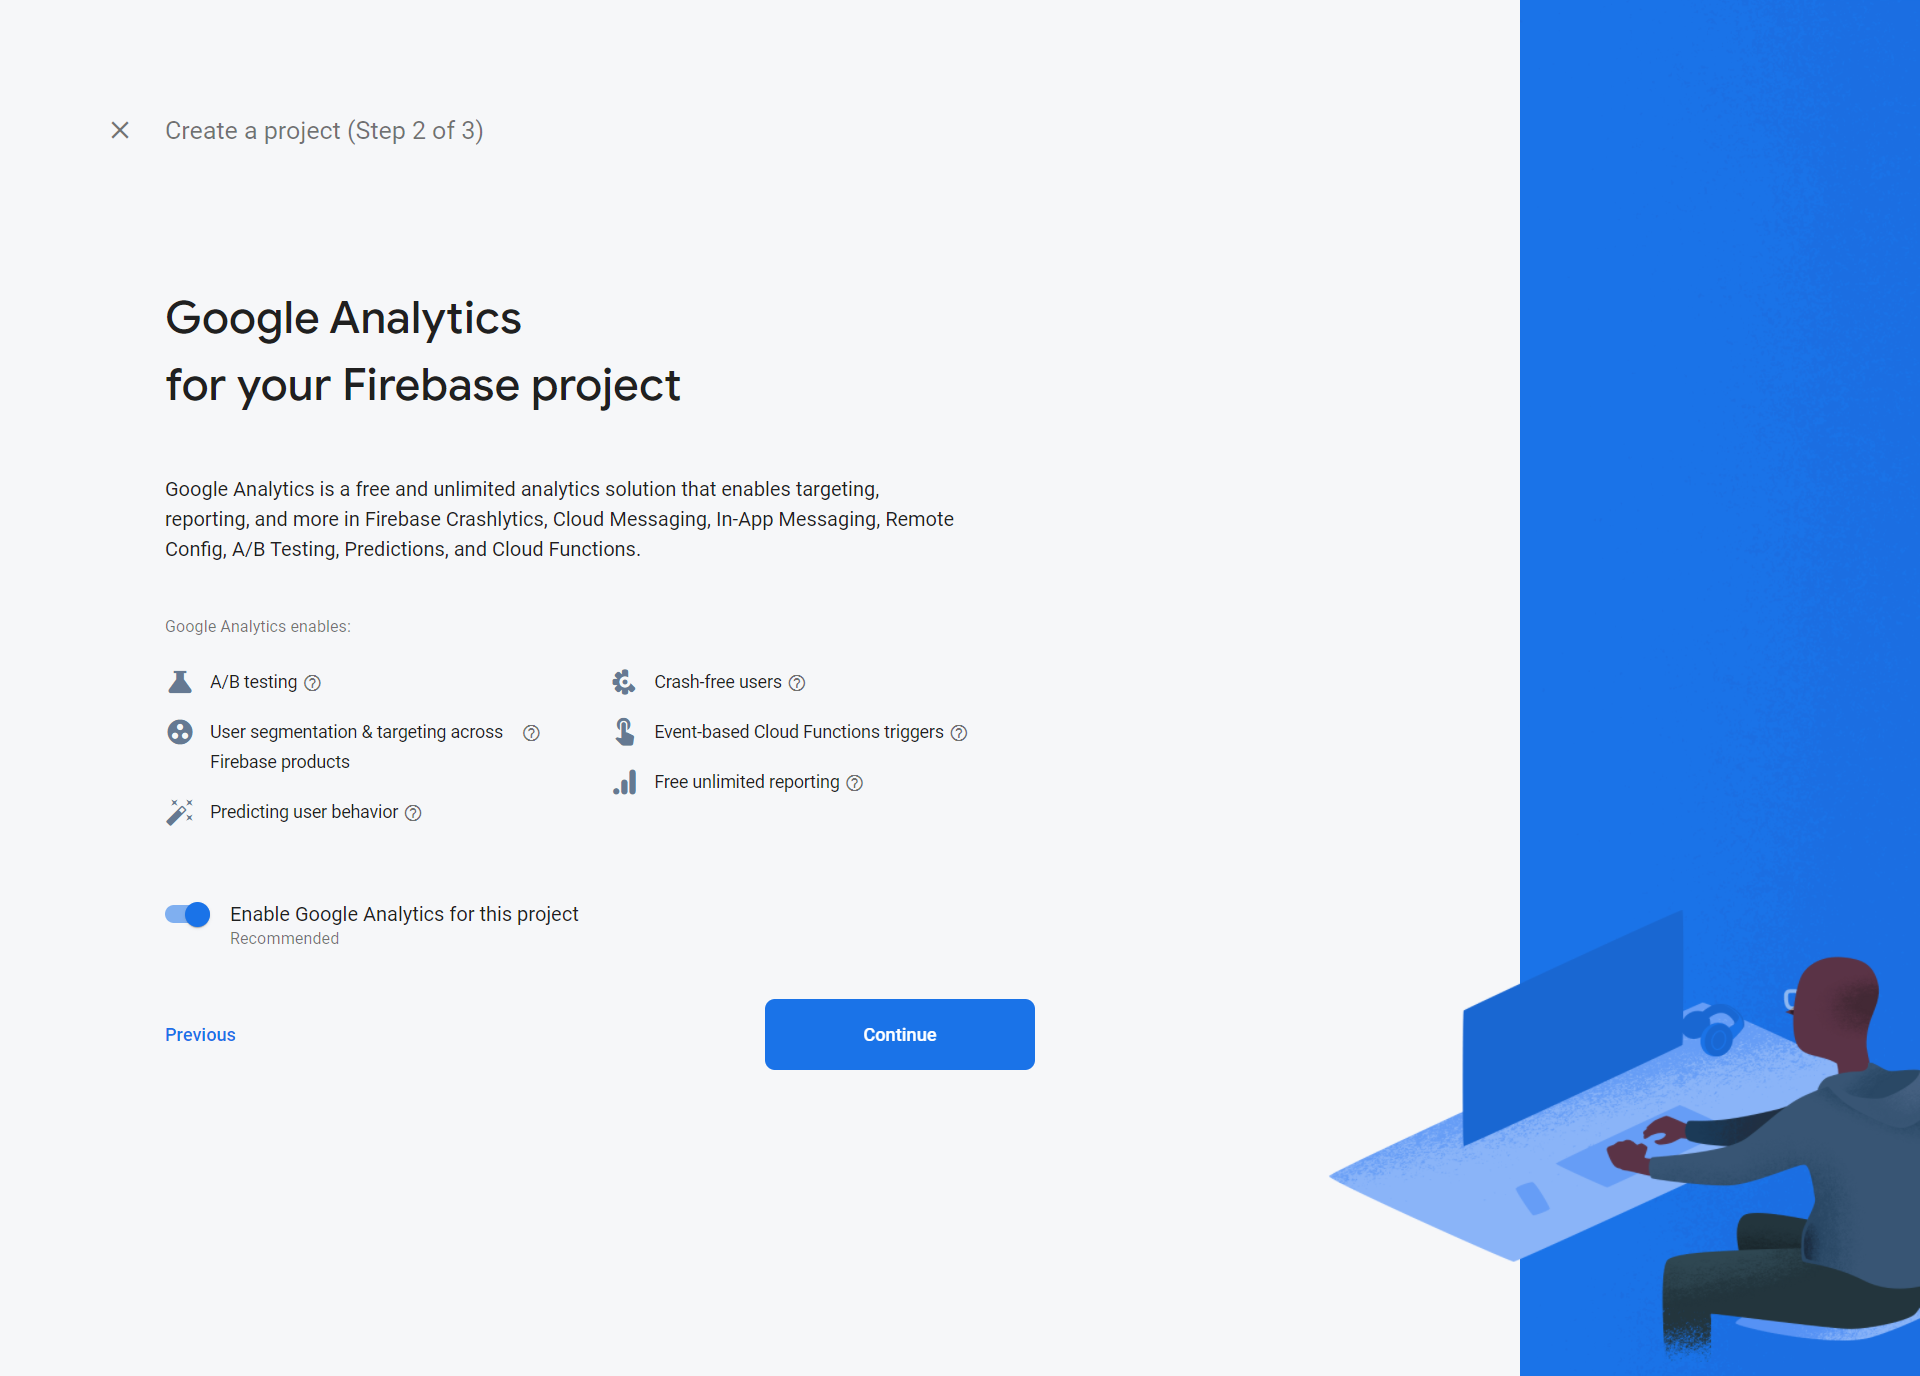 Create a project (Step 2 of 3)
Google Analytics
for your Firebase project
Google Analytics is a free and unlimited analytics solution that enables targeting,
reporting, and more in Firebase Crashlytics, Cloud Messaging, In-App Messaging, Remote
Config, A/B Testing, Predictions, and Cloud Functions.
Google Analytics enables:
A/B testing
User segmentation & targeting across
Firebase products
Predicting user behavior
Crash-free users
Event-based Cloud Functions triggers
Free unlimited reporting
Enable Google Analytics for this project
Recommended
Previous
Continue